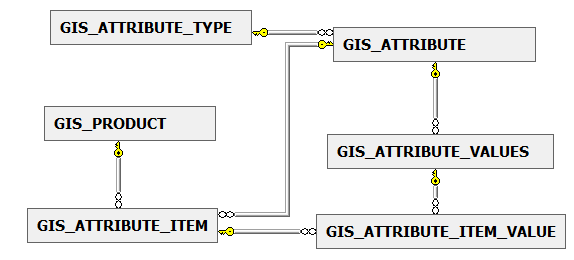 GIS_ATTRIBUTE_TYPE
GIS_ATTRIBUTE
GIS_PRODUCT
GIS_ATTRIBUTE_VALUES
GIS_ATTRIBUTE_ITEM
GIS_ATTRIBUTE_ITEM_VALUE